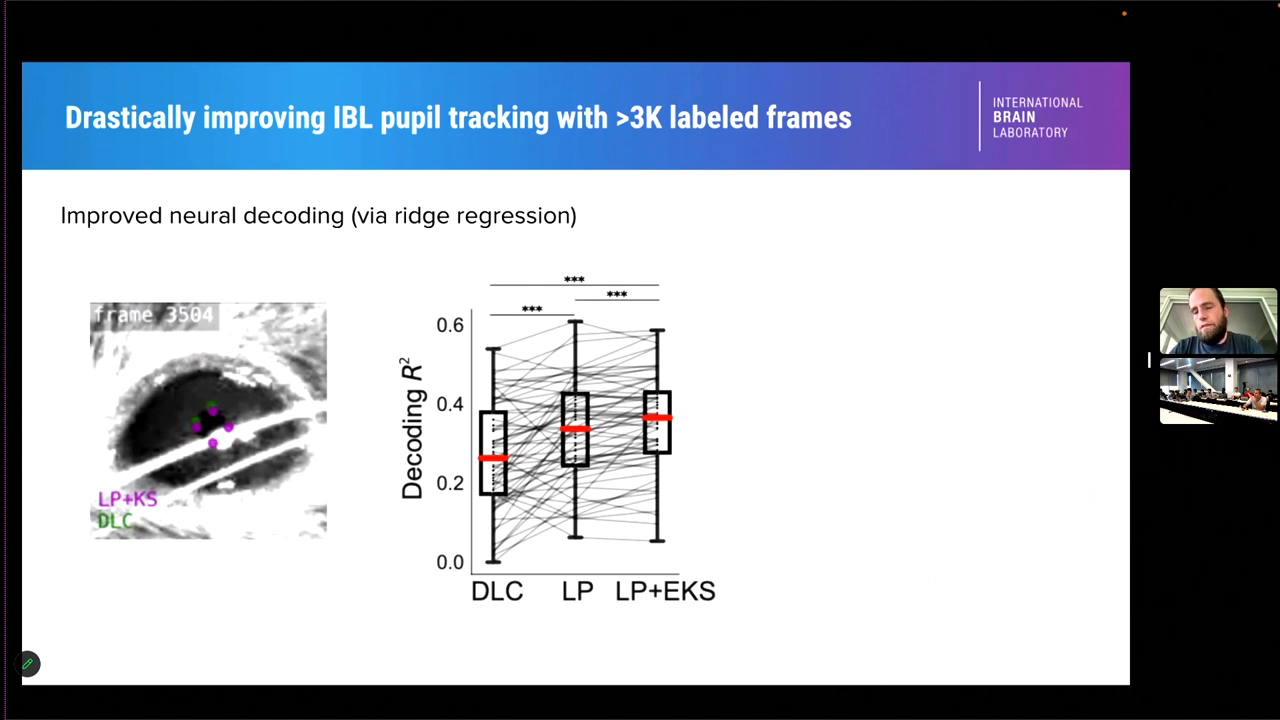 Drastically improving IBL pupil tracking with >3K labeled frames
INTERNATIONAL
BRAIN
LABORATORY
Improved neural decoding (via ridge regression)
frame 3504
LP+KS
DLC
***
***
***
0.6
0.4
0.2
0.0
Decoding R²
DLC LP LP+EKS